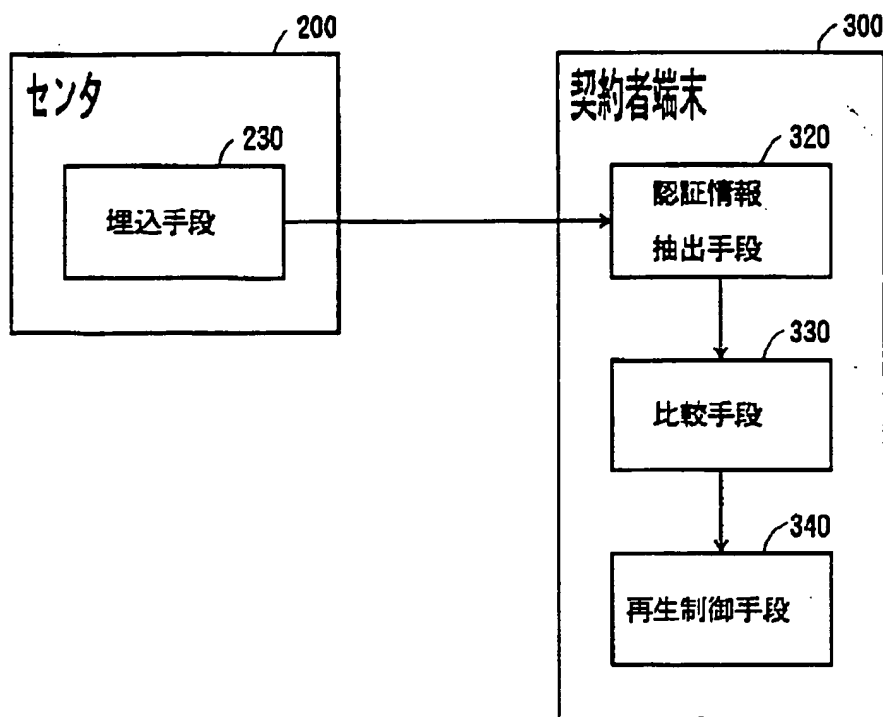 200
センタ
230
埋込手段
300
契約者端末
320
認証情報
抽出手段
330
比較手段
340
再生制御手段